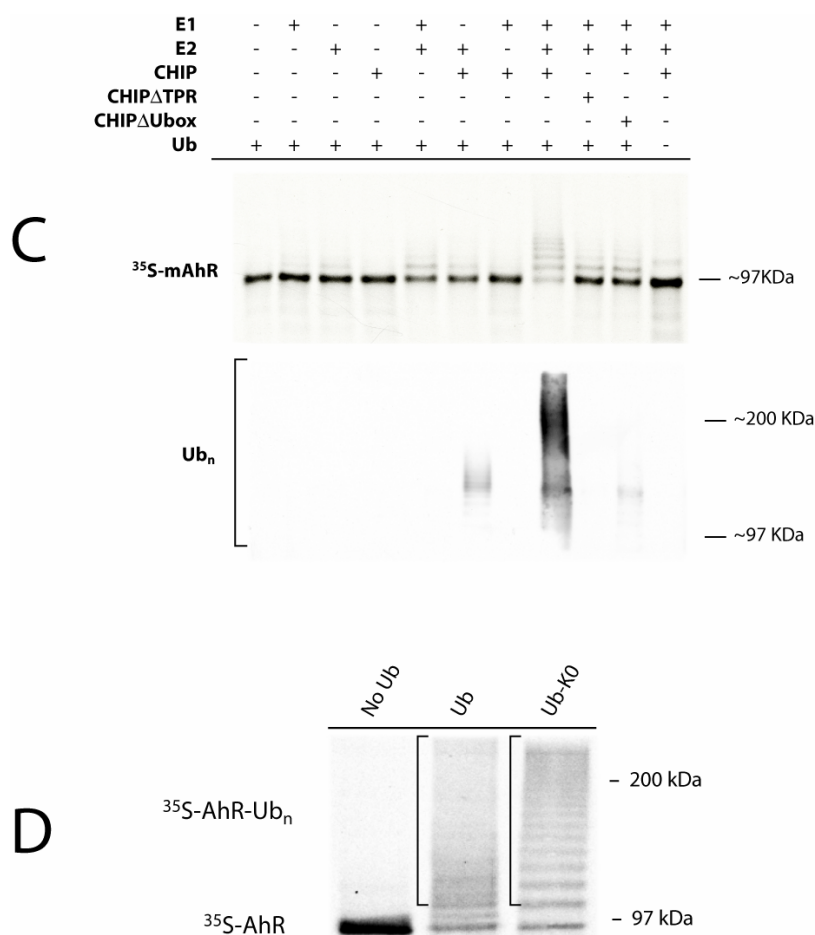 E1 - + - - + - + + + + +
E2 - - + - + + - + + + +
CHIP - - - + - + + + - - +
CHIPΔTPR - - - - - - - - + - -
CHIPΔUbox - - - - - - - - - + -
Ub + + + + + + + + + + -
C
³⁵S-mAhR — ~97KDa
— ~200 KDa
Ubₙ
— ~97 KDa
No Ub Ub Ub-K0
– 200 kDa
³⁵S-AhR-Ubₙ
D
³⁵S-AhR – 97 kDa